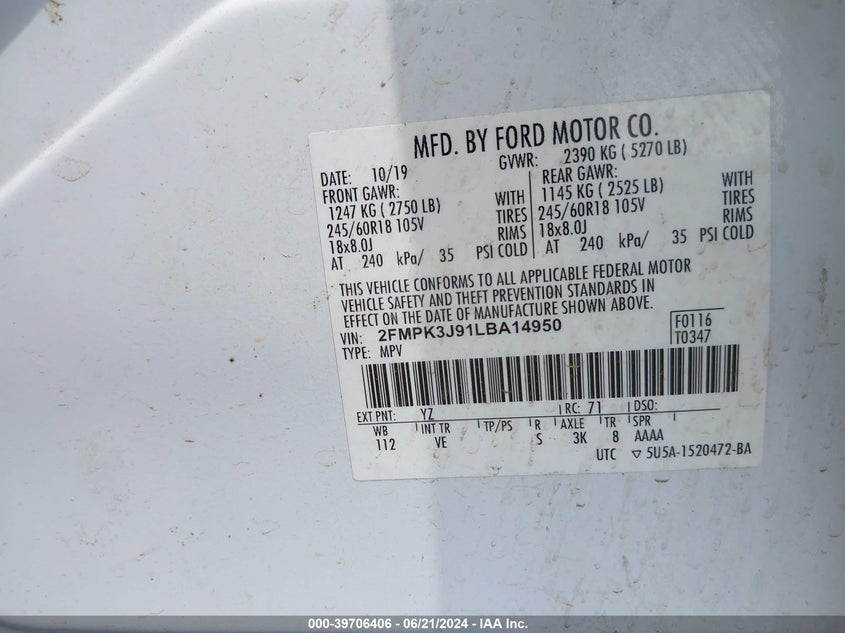 MFD. BY FORD MOTOR CO.
DATE: 10/19 GVWR: 2390 KG ( 5270 LB)
FRONT GAWR: WITH REAR GAWR: WITH
1247 KG ( 2750 LB) TIRES 1145 KG ( 2525 LB) TIRES
245/60R18 105V RIMS 245/60R18 105V RIMS
18x8.0J 18x8.0J
AT 240 kPa/ 35 PSI COLD AT 240 kPa/ 35 PSI COLD
THIS VEHICLE CONFORMS TO ALL APPLICABLE FEDERAL MOTOR
VEHICLE SAFETY AND THEFT PREVENTION STANDARDS IN
EFFECT ON THE DATE OF MANUFACTURE SHOWN ABOVE.
VIN: 2FMPK3J91LBA14950 F0116
TYPE: MPV T0347
EXT PNT: YZ RC: 71 DSO:
WB INT TR TP/PS R AXLE TR SPR
112 VE S 3K 8 AAAA
UTC ▽ 5U5A-1520472-BA
000-39706406 - 06/21/2024 - IAA Inc.